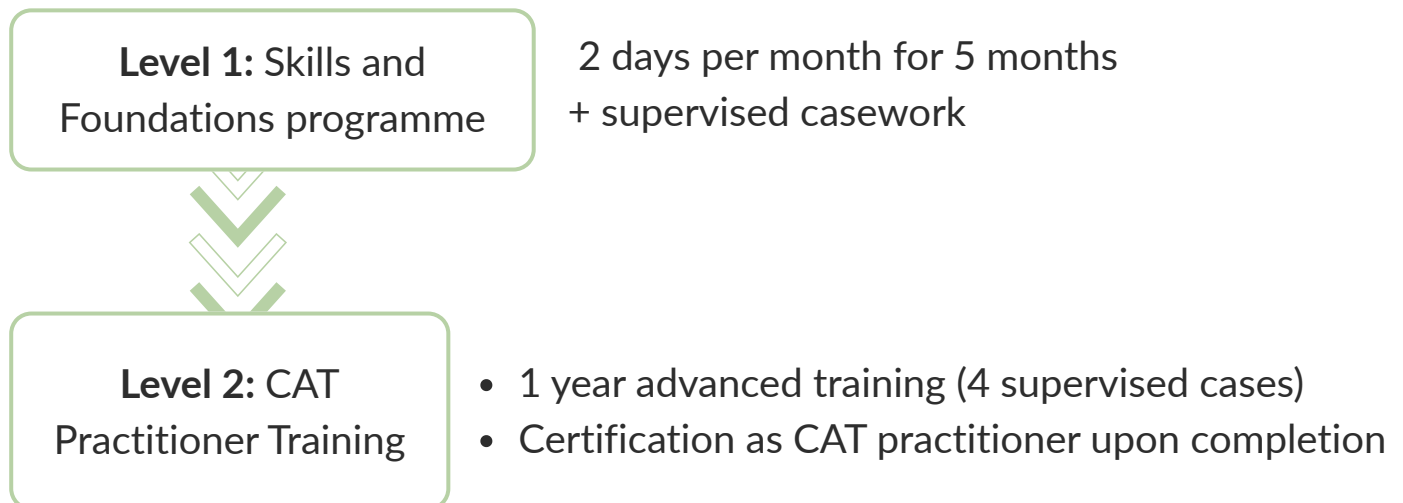 Level 1: Skills and
Foundations programme
2 days per month for 5 months
+ supervised casework
Level 2: CAT
Practitioner Training
• 1 year advanced training (4 supervised cases)
• Certification as CAT practitioner upon completion